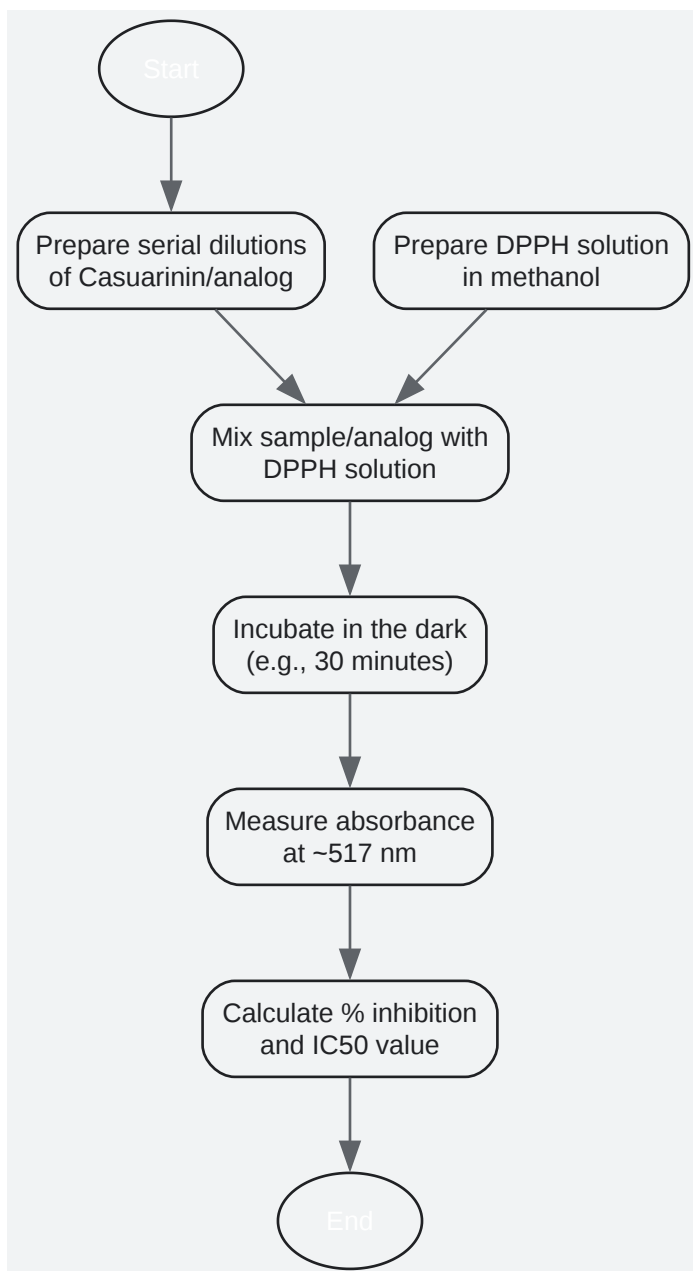 Start
Prepare serial dilutions
of Casuarinin/analog
Prepare DPPH solution
in methanol
Mix sample/analog with
DPPH solution
Incubate in the dark
(e.g., 30 minutes)
Measure absorbance
at ~517 nm
Calculate % inhibition
and IC50 value
End